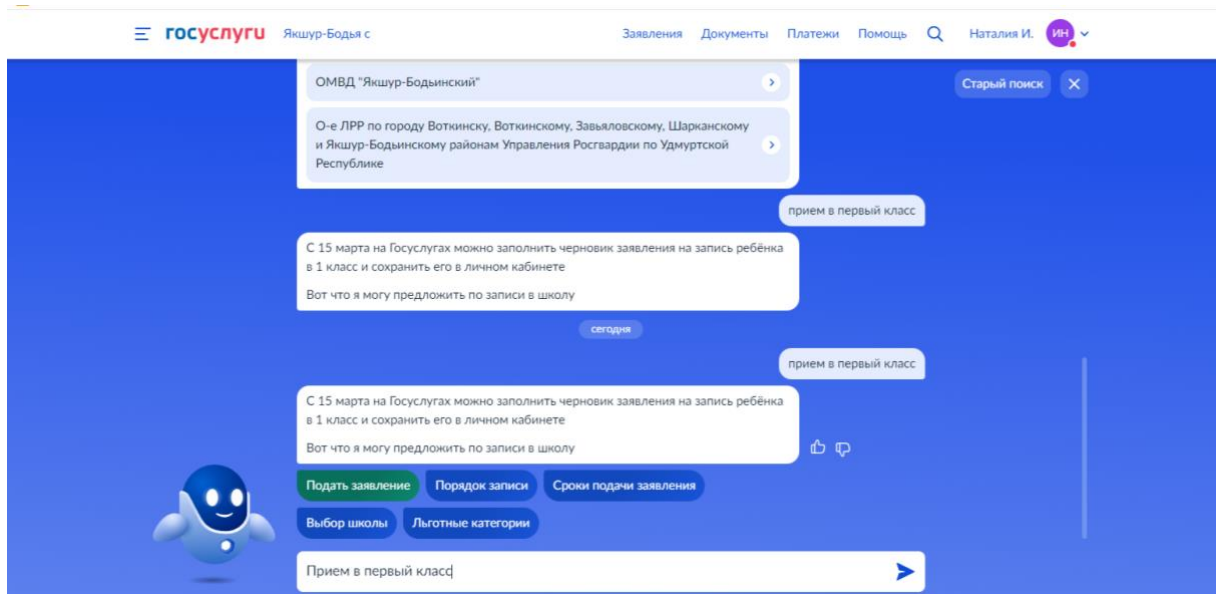 госуслуги Якшур-Бодья с Заявления Документы Платежи Помощь Наталия И. ИН
ОМВД "Якшур-Бодьинский"
Старый поиск
О-е ЛРР по городу Воткинску, Воткинскому, Завьяловскому, Шарканскому
и Якшур-Бодьинскому районам Управления Росгвардии по Удмуртской
Республике
прием в первый класс
С 15 марта на Госуслугах можно заполнить черновик заявления на запись ребёнка
в 1 класс и сохранить его в личном кабинете
Вот что я могу предложить по записи в школу
сегодня
прием в первый класс
С 15 марта на Госуслугах можно заполнить черновик заявления на запись ребёнка
в 1 класс и сохранить его в личном кабинете
Вот что я могу предложить по записи в школу
Подать заявление Порядок записи Сроки подачи заявления
Выбор школы Льготные категории
Прием в первый класс